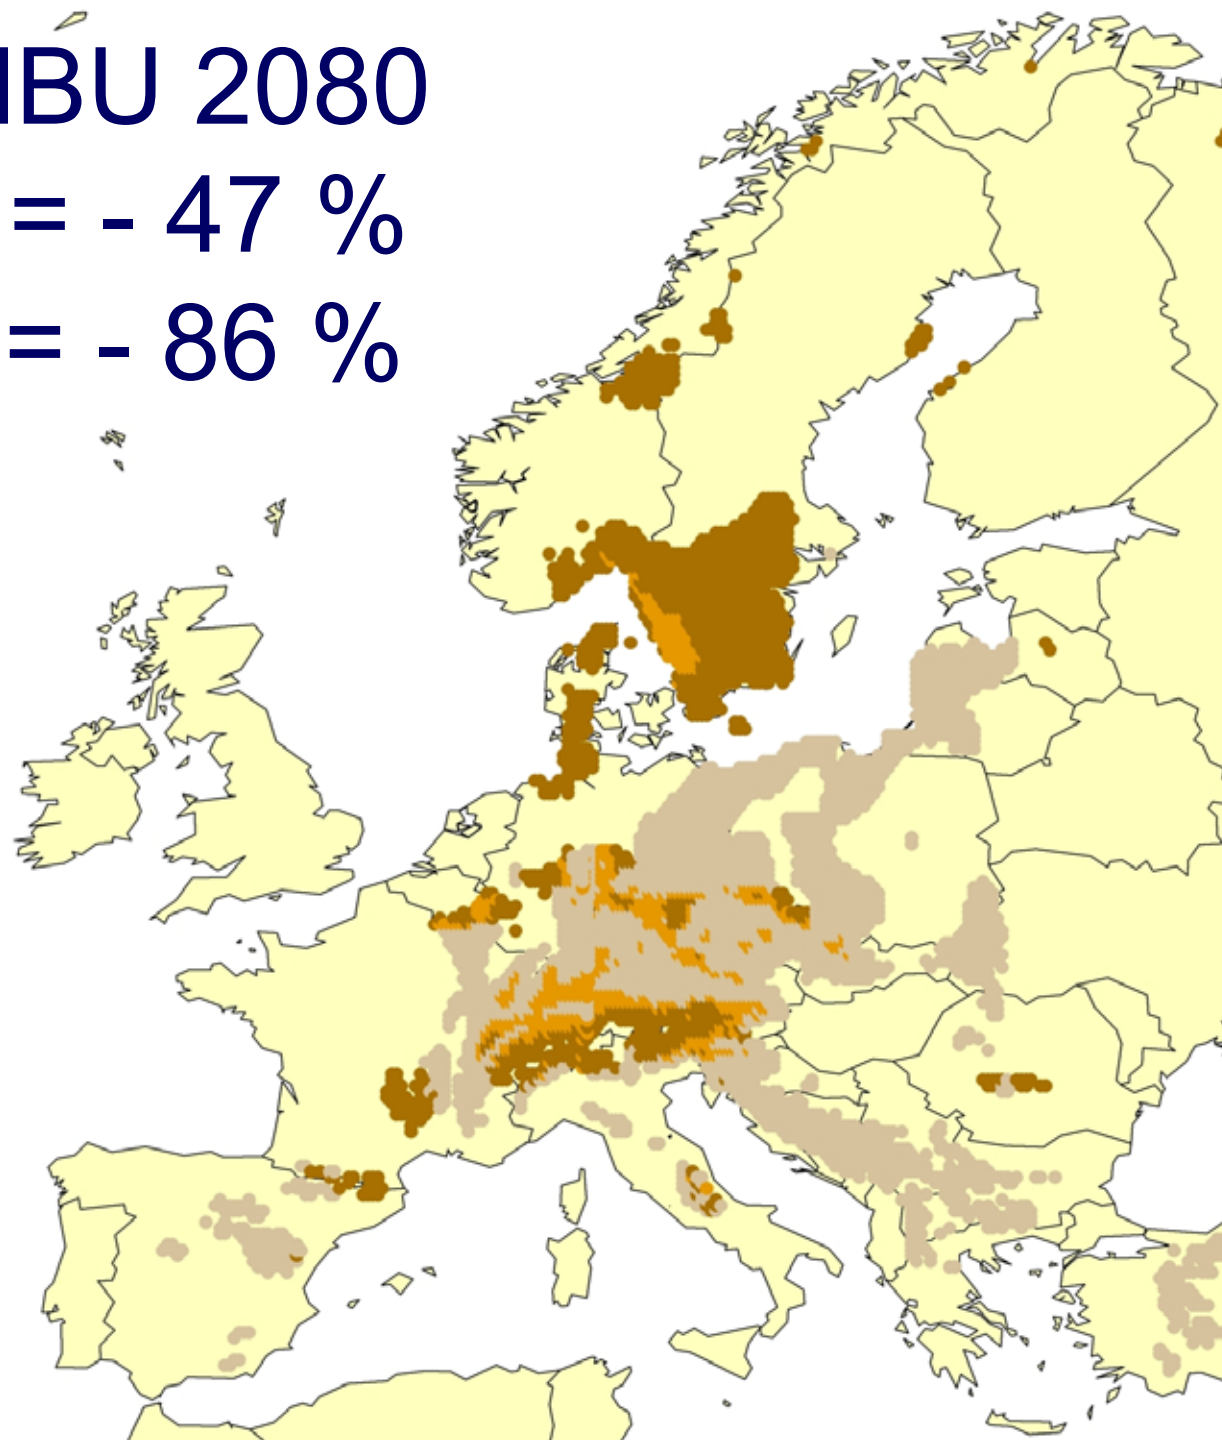 IBU 2080
= - 47 %
= - 86 %